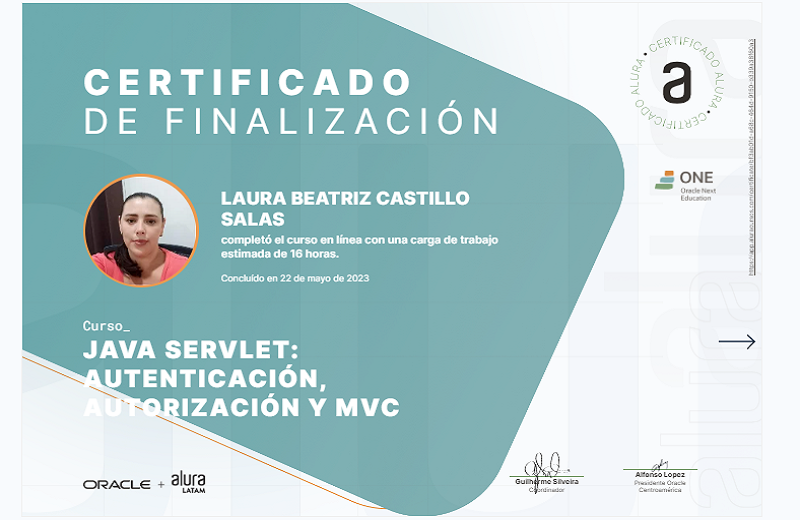 CERTIFICADO
DE FINALIZACIÓN
CERTIFICADO ALURA • CERTIFICADO ALURA •
a
ONE
Oracle Next
Education
LAURA BEATRIZ CASTILLO
SALAS
completó el curso en línea con una carga de trabajo
estimada de 16 horas.
Concluído en 22 de mayo de 2023
Curso_
JAVA SERVLET:
AUTENTICACIÓN,
AUTORIZACIÓN Y MVC
ORACLE + alura
LATAM
Guilherme Silveira
Coordinador
Alfonso Lopez
Presidente Oracle
Centroamérica
alura